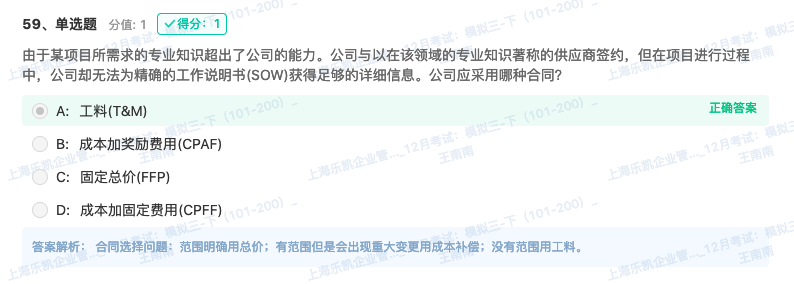 59、单选题 分值: 1 ✓得分：1
由于某项目所需求的专业知识超出了公司的能力。公司与以在该领域的专业知识著称的供应商签约，但在项目进行过程
中，公司却无法为精确的工作说明书(SOW)获得足够的详细信息。公司应采用哪种合同?
A: 工料(T&M) 正确答案
B: 成本加奖励费用(CPAF)
C: 固定总价(FFP)
D: 成本加固定费用(CPFF)
答案解析： 合同选择问题：范围明确用总价；有范围但是会出现重大变更用成本补偿；没有范围用工料。
上海乐凯企业管..._12月考试：模拟三-下（101-200）_
王南南